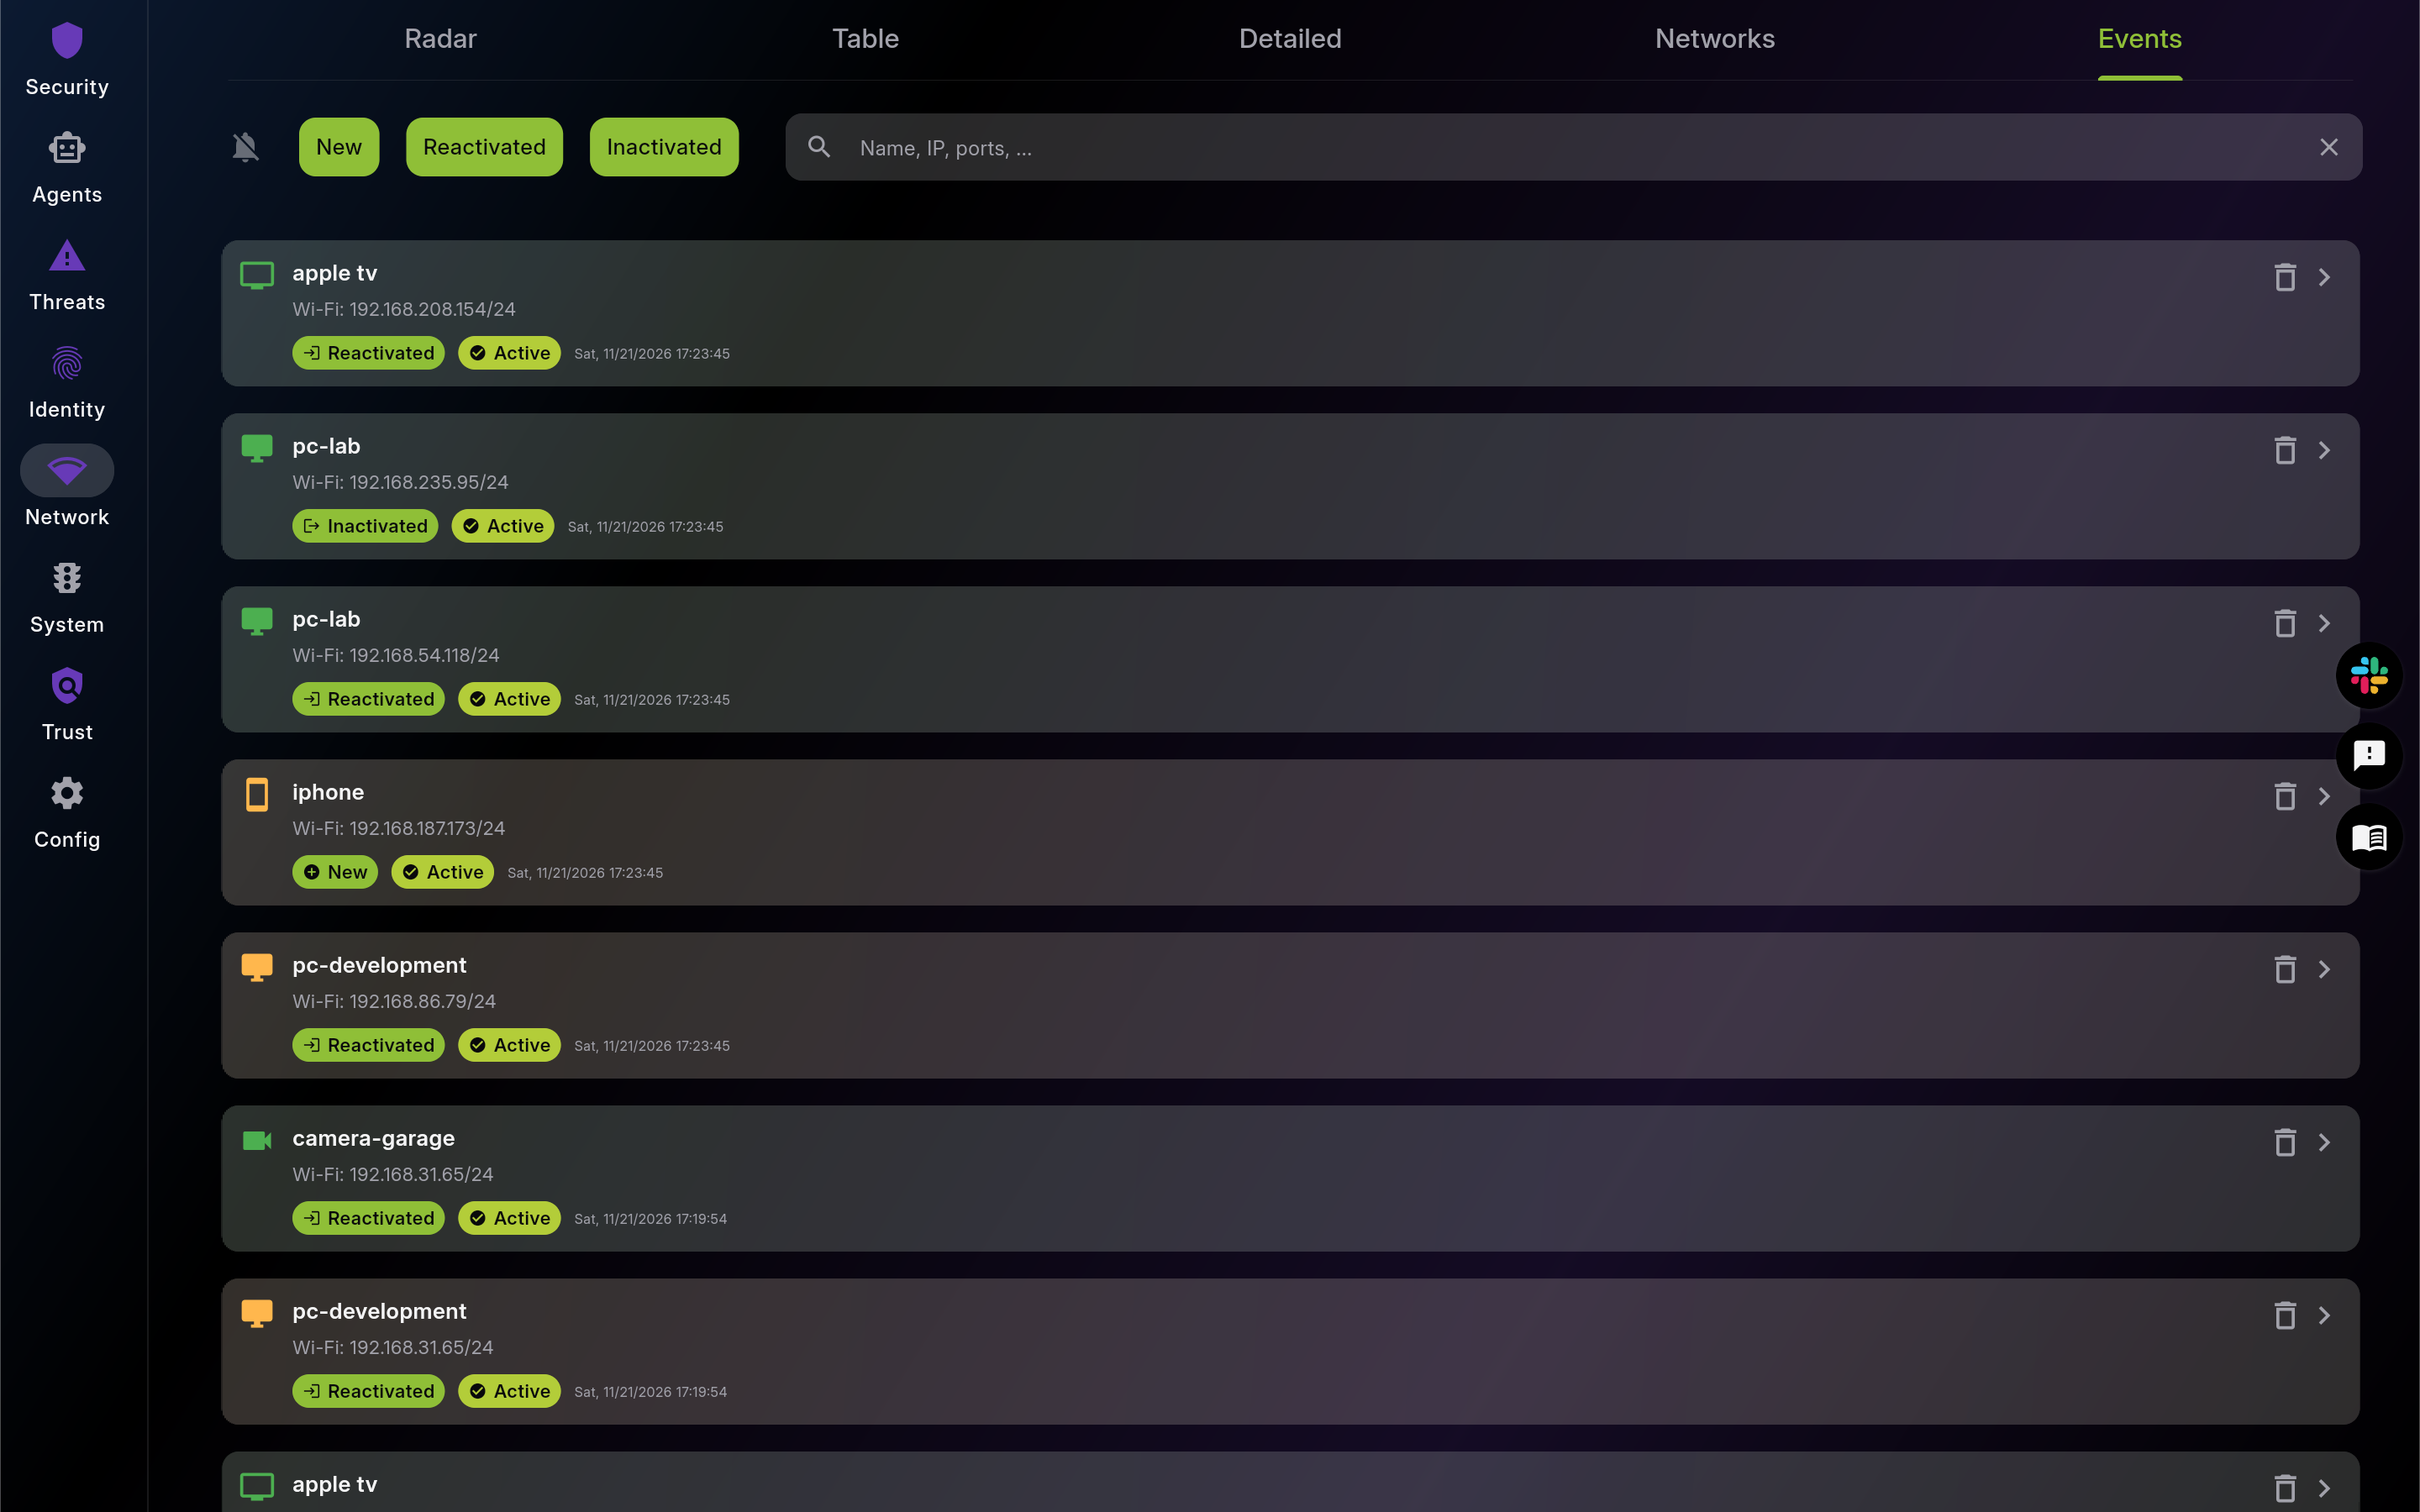 Security
Agents
Threats
Identity
Network
System
Trust
Config
Radar Table Detailed Networks Events
New Reactivated Inactivated Name, IP, ports, ...
apple tv
Wi-Fi: 192.168.208.154/24
Reactivated Active Sat, 11/21/2026 17:23:45
pc-lab
Wi-Fi: 192.168.235.95/24
Inactivated Active Sat, 11/21/2026 17:23:45
pc-lab
Wi-Fi: 192.168.54.118/24
Reactivated Active Sat, 11/21/2026 17:23:45
iphone
Wi-Fi: 192.168.187.173/24
New Active Sat, 11/21/2026 17:23:45
pc-development
Wi-Fi: 192.168.86.79/24
Reactivated Active Sat, 11/21/2026 17:23:45
camera-garage
Wi-Fi: 192.168.31.65/24
Reactivated Active Sat, 11/21/2026 17:19:54
pc-development
Wi-Fi: 192.168.31.65/24
Reactivated Active Sat, 11/21/2026 17:19:54
apple tv